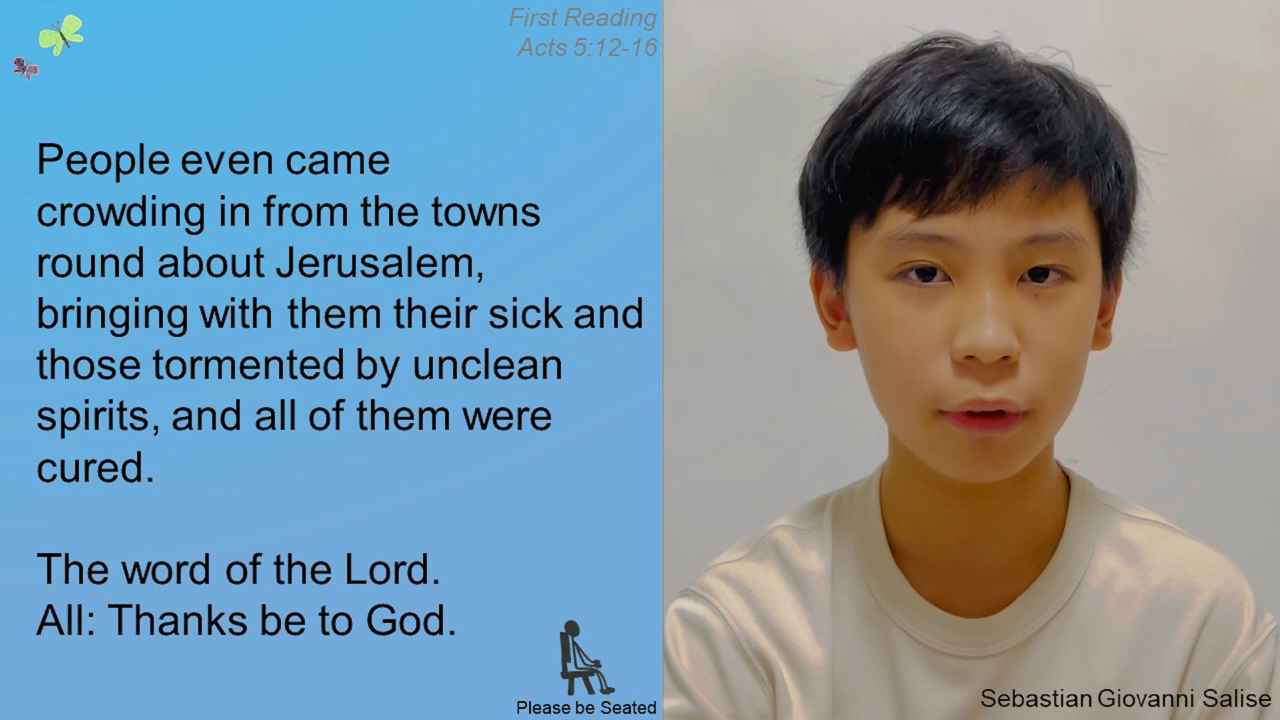 First Reading
Acts 5:12-16
People even came
crowding in from the towns
round about Jerusalem,
bringing with them their sick and
those tormented by unclean
spirits, and all of them were
cured.
The word of the Lord.
All: Thanks be to God.
Please be Seated
Sebastian Giovanni Salise